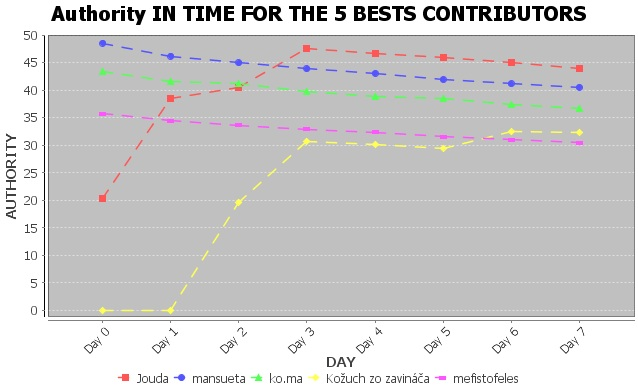 Authority IN TIME FOR THE 5 BESTS CONTRIBUTORS
AUTHORITY
50
45
40
35
30
25
20
15
10
5
0
Day 0 Day 1 Day 2 Day 3 Day 4 Day 5 Day 6 Day 7
DAY
Jouda mansueta ko.ma Kožuch zo zavináča mefistofeles